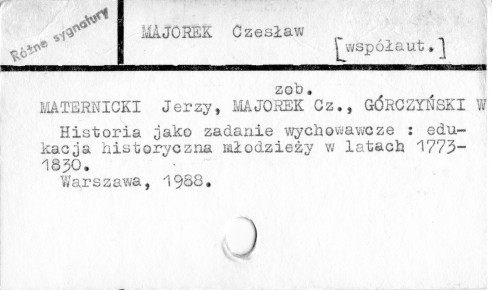 Różne sygnatury
MAJOREK Czesław
[współaut.]
zob.
MATERNICKI Jerzy, MAJOREK Cz., GÓRCZYŃSKI W
Historia jako zadanie wychowawcze : edu-
kacja historyczna młodzieży w latach 1773-
1830.
Warszawa, 1988.